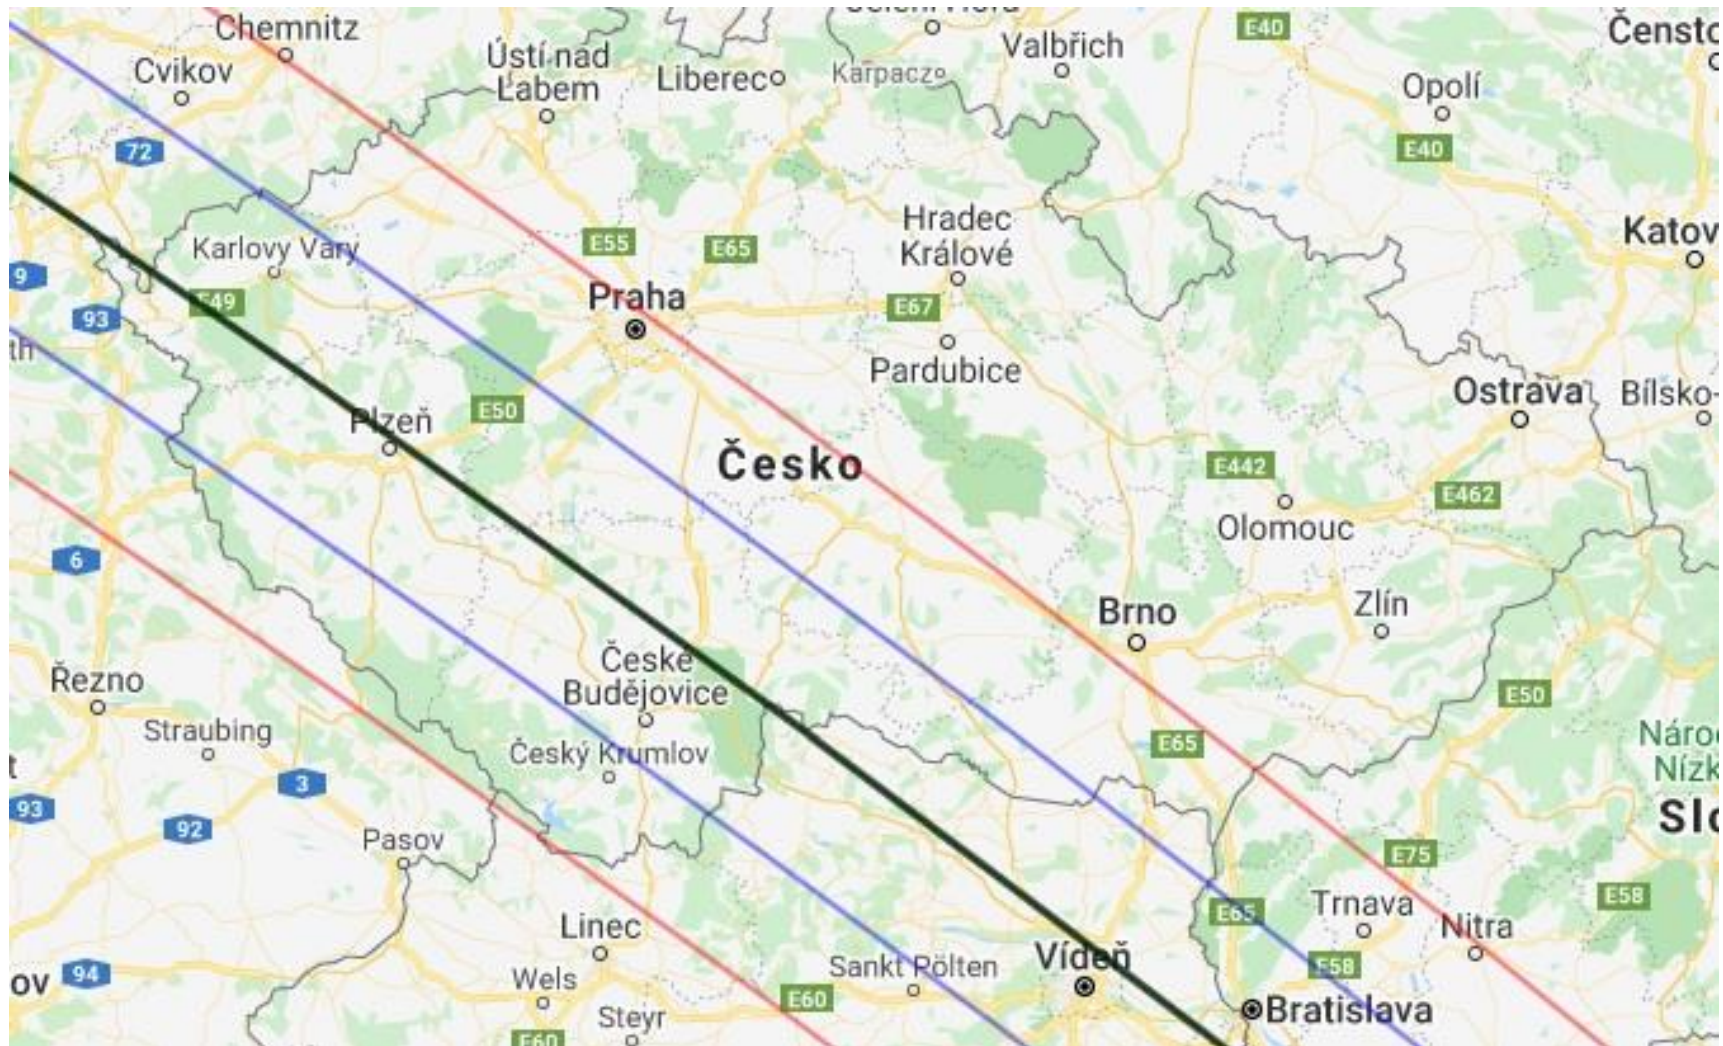 Chemnitz
Cvikov
Ústí nad
Labem
Liberec
Karpacz
Valbřich
E40
Opolí
E40
72
Karlovy Vary
E49
9
93
E55
E65
Praha
Hradec
Králové
E67
Pardubice
Katov
Ostrava
Bílsko-
Plzeň
E50
Česko
E442
E462
Olomouc
6
Brno
Zlín
Řezno
Straubing
České
Budějovice
Český Krumlov
E65
E50
Náro
Nízk
t
3
93
92
Pasov
E75
E58
E65
Trnava
Nitra
Linec
ov
94
Wels
Sankt Pölten
Vídeň
E58
E60
Steyr
E60
Bratislava